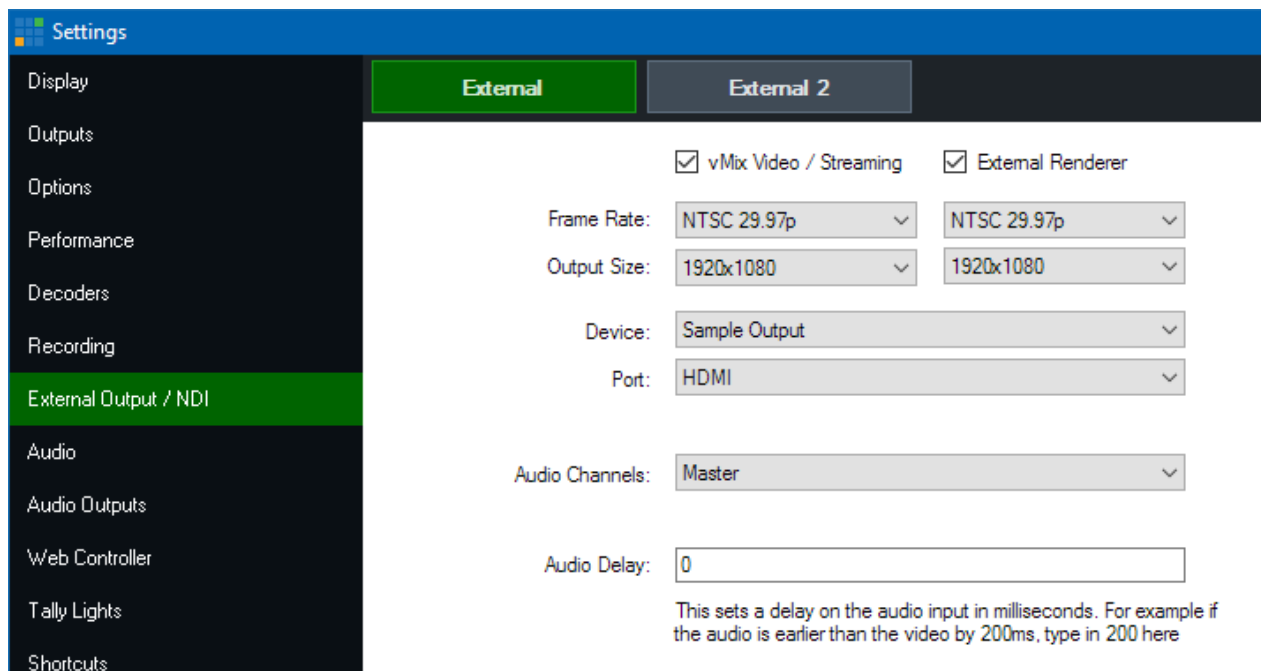 Settings
Display
Outputs
Options
Performance
Decoders
Recording
External Output / NDI
Audio
Audio Outputs
Web Controller
Tally Lights
Shortcuts
External External 2
vMix Video / Streaming External Renderer
Frame Rate: NTSC 29.97p NTSC 29.97p
Output Size: 1920x1080 1920x1080
Device: Sample Output
Port: HDMI
Audio Channels: Master
Audio Delay: 0
This sets a delay on the audio input in milliseconds. For example if
the audio is earlier than the video by 200ms, type in 200 here